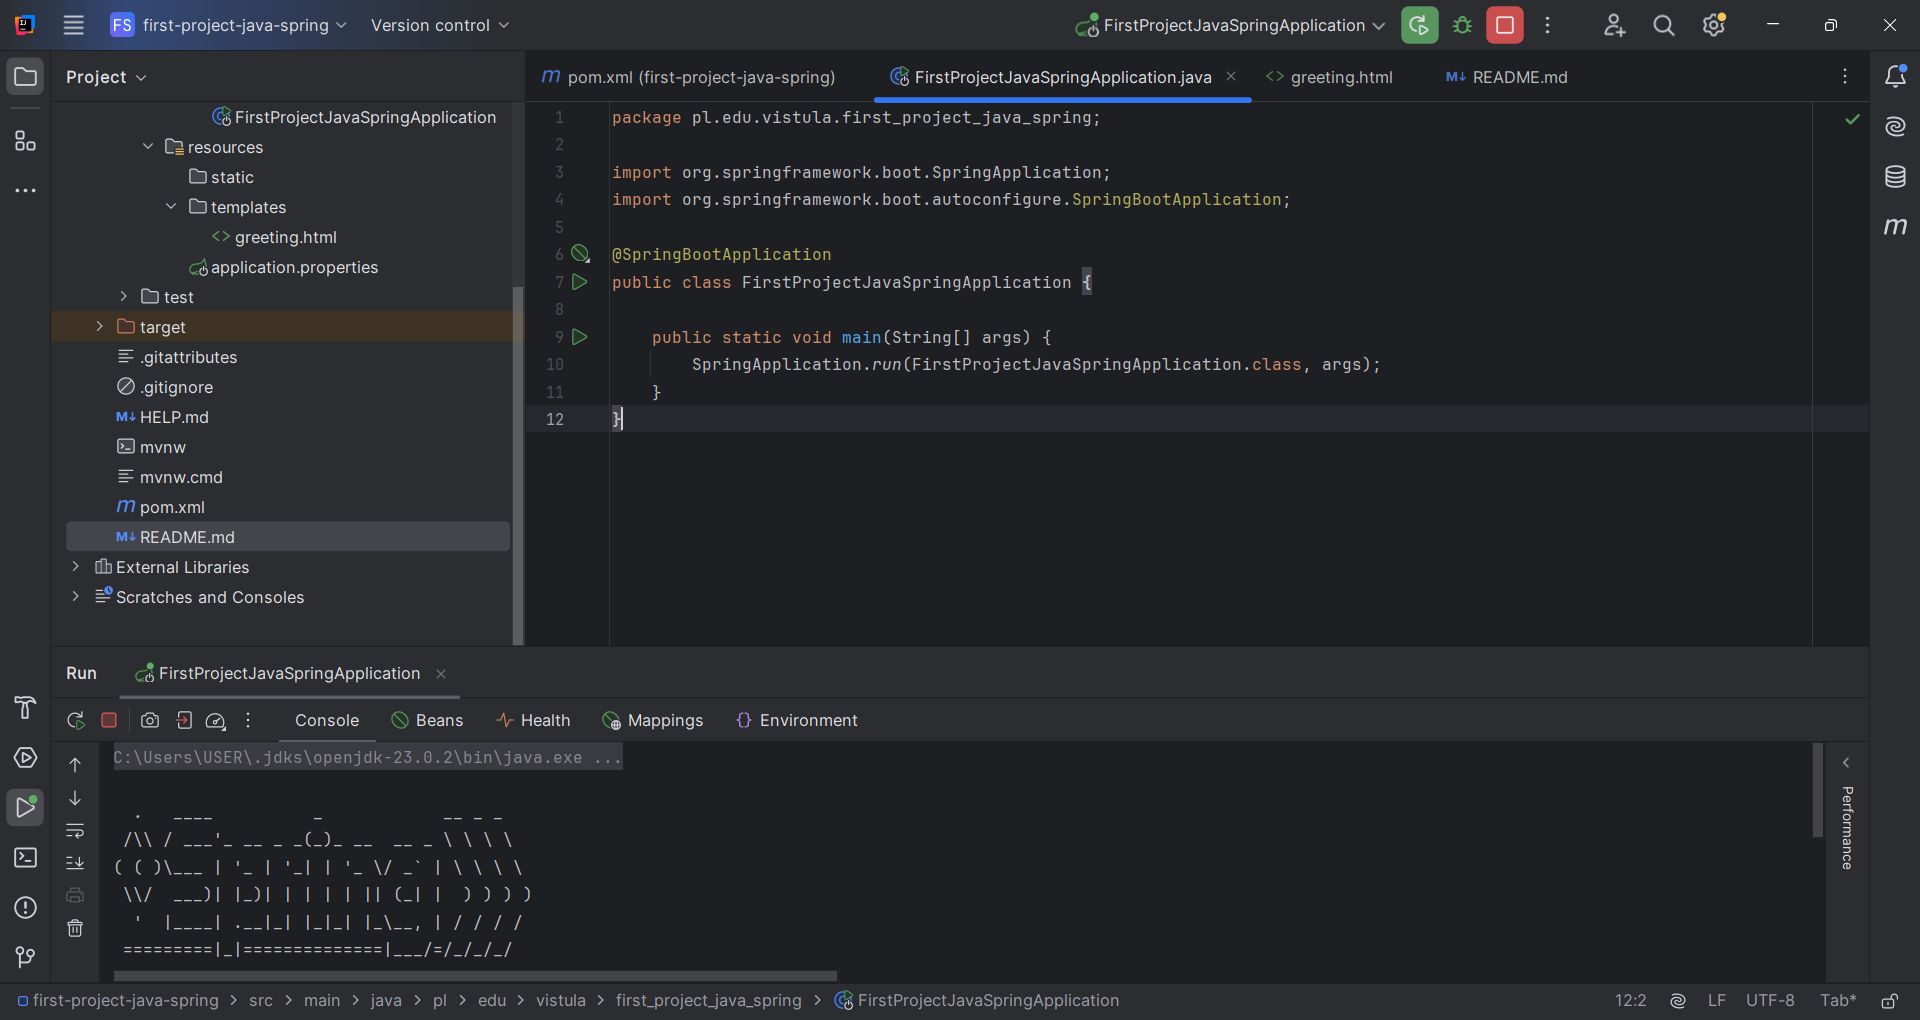 FS first-project-java-spring Version control FirstProjectJavaSpringApplication
Project
pom.xml (first-project-java-spring) FirstProjectJavaSpringApplication.java <> greeting.html M↓ README.md
FirstProjectJavaSpringApplication
resources
static
templates
<> greeting.html
application.properties
test
target
.gitattributes
.gitignore
M↓ HELP.md
mvnw
mvnw.cmd
m pom.xml
M↓ README.md
External Libraries
Scratches and Consoles
1 package pl.edu.vistula.first_project_java_spring;
2
3 import org.springframework.boot.SpringApplication;
4 import org.springframework.boot.autoconfigure.SpringBootApplication;
5
6 @SpringBootApplication
7 public class FirstProjectJavaSpringApplication {
8
9     public static void main(String[] args) {
10         SpringApplication.run(FirstProjectJavaSpringApplication.class, args);
11     }
12 }
Run FirstProjectJavaSpringApplication
Console Beans Health Mappings Environment
C:\Users\USER\.jdks\openjdk-23.0.2\bin\java.exe ...
  .   ____          _            __ _ _
 /\\ / ___'_ __ _ _(_)_ __  __ _ \ \ \ \
( ( )\___ | '_ | '_| | '_ \/ _` | \ \ \ \
 \\/  ___)| |_)| | | | | || (_| |  ) ) ) )
  '  |____| .__|_| |_|_| |_\__, | / / / /
 =========|_|==============|___/=/_/_/_/
Performance
first-project-java-spring > src > main > java > pl > edu > vistula > first_project_java_spring > FirstProjectJavaSpringApplication 12:2 LF UTF-8 Tab*